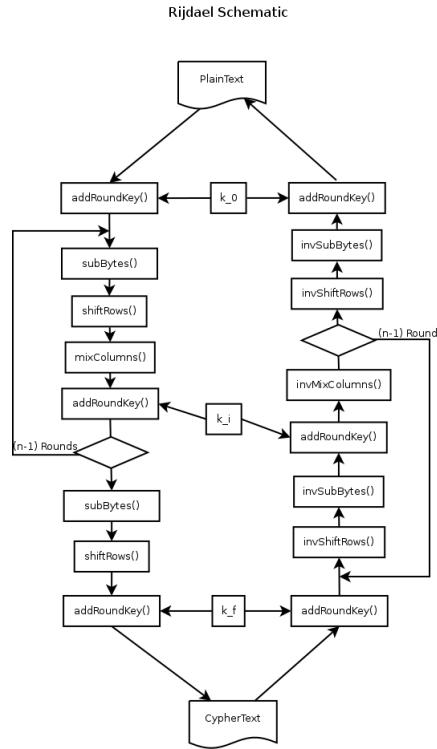 Rijdael Schematic
PlainText
addRoundKey()
k_0
addRoundKey()
subBytes()
invSubBytes()
shiftRows()
invShiftRows()
mixColumns()
(n-1) Round
addRoundKey()
invMixColumns()
k_i
addRoundKey()
(n-1) Rounds
subBytes()
invSubBytes()
shiftRows()
invShiftRows()
addRoundKey()
k_f
addRoundKey()
CypherText